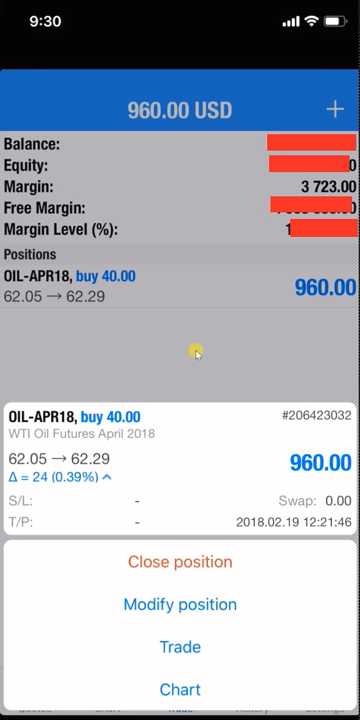 9:30
960.00 USD
+
Balance:
Equity: 0
Margin: 3 723.00
Free Margin:
Margin Level (%): 1
Positions
OIL-APR18, buy 40.00
62.05 → 62.29 960.00
OIL-APR18, buy 40.00 #206423032
WTI Oil Futures April 2018
62.05 → 62.29 960.00
Δ = 24 (0.39%)
S/L: - Swap: 0.00
T/P: - 2018.02.19 12:21:46
Close position
Modify position
Trade
Chart